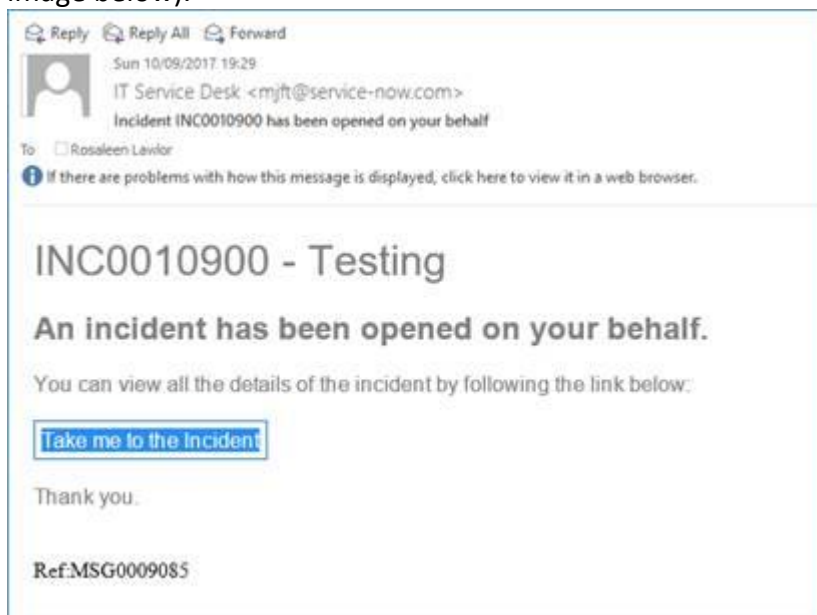 image below):
Reply Reply All Forward
Sun 10/09/2017 19:29
IT Service Desk <mjft@service-now.com>
Incident INC0010900 has been opened on your behalf
To Rosaleen Lawlor
If there are problems with how this message is displayed, click here to view it in a web browser.
INC0010900 - Testing
An incident has been opened on your behalf.
You can view all the details of the incident by following the link below:
Take me to the Incident
Thank you.
Ref:MSG0009085